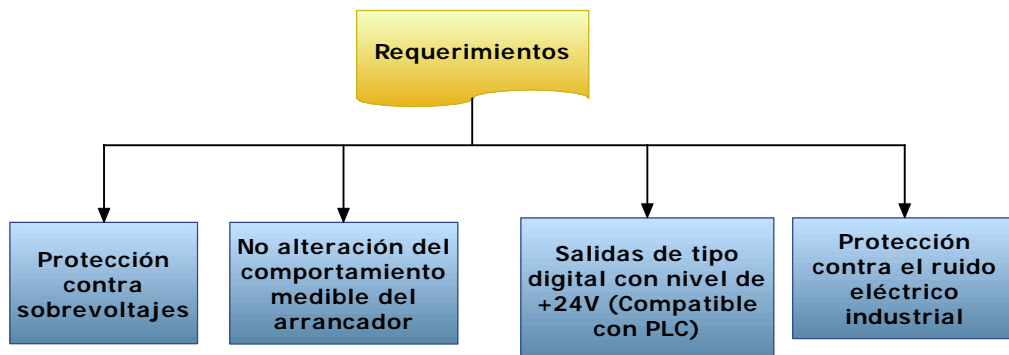 Requerimientos
Protección
contra
sobrevoltajes
No alteración del
comportamiento
medible del
arrancador
Salidas de tipo
digital con nivel de
+24V (Compatible
con PLC)
Protección
contra el ruido
eléctrico
industrial